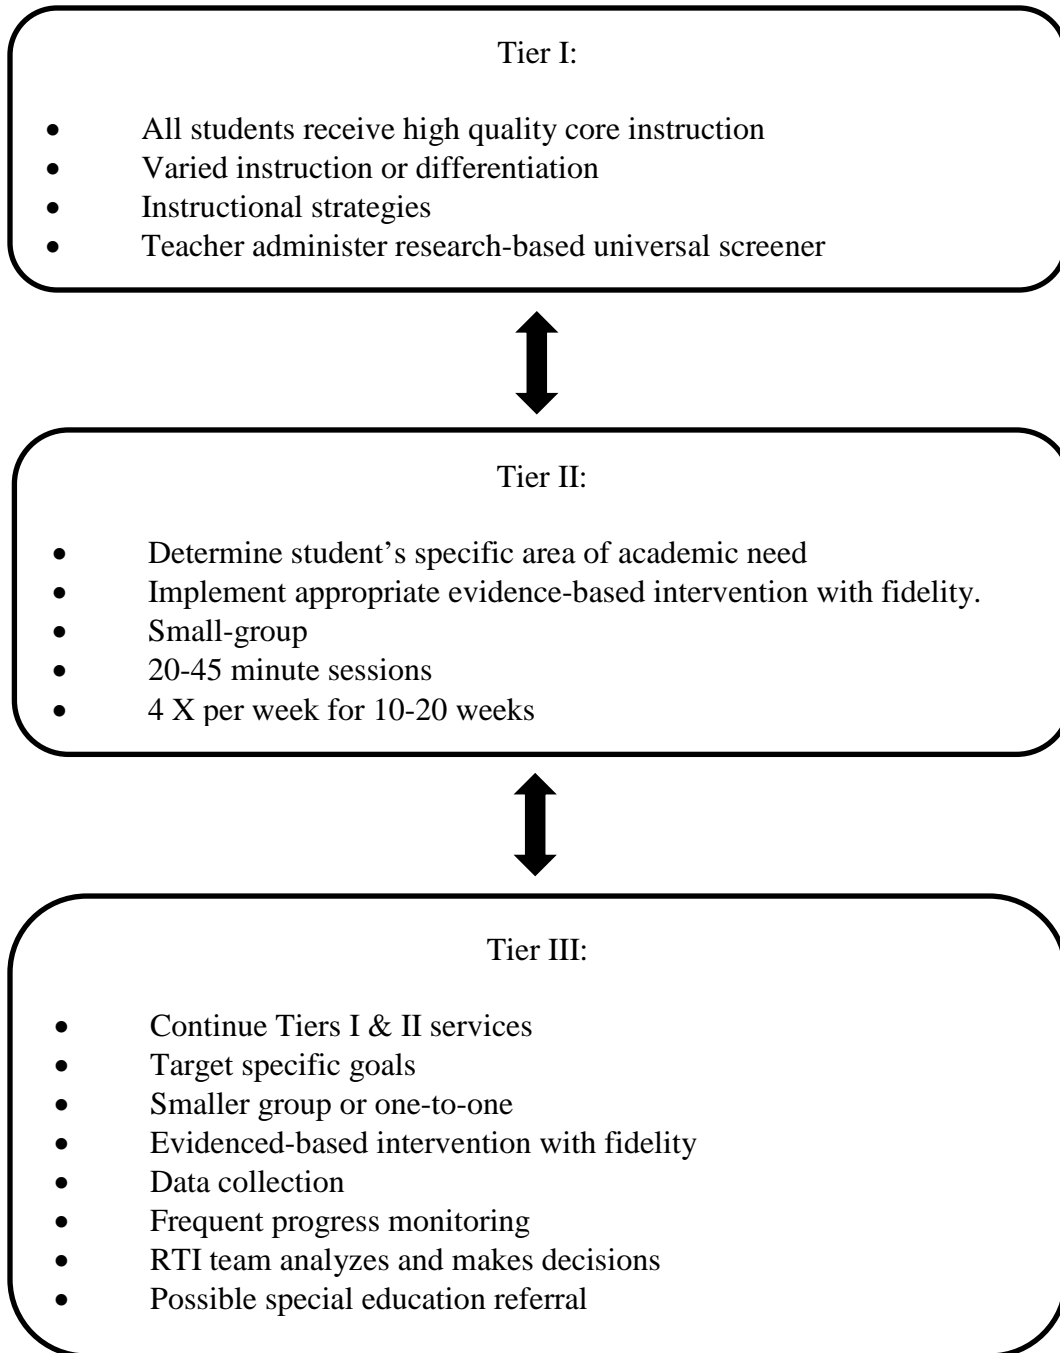 Tier I:
• All students receive high quality core instruction
• Varied instruction or differentiation
• Instructional strategies
• Teacher administer research-based universal screener
Tier II:
• Determine student’s specific area of academic need
• Implement appropriate evidence-based intervention with fidelity.
• Small-group
• 20-45 minute sessions
• 4 X per week for 10-20 weeks
Tier III:
• Continue Tiers I & II services
• Target specific goals
• Smaller group or one-to-one
• Evidenced-based intervention with fidelity
• Data collection
• Frequent progress monitoring
• RTI team analyzes and makes decisions
• Possible special education referral